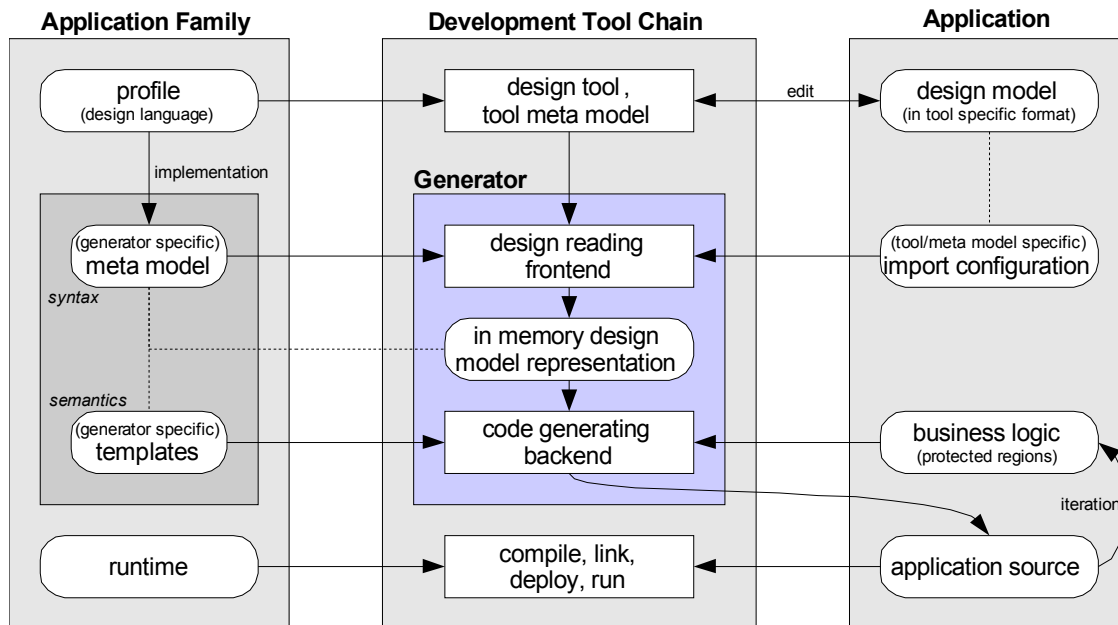 Application Family
Development Tool Chain
Application
profile
(design language)
design tool ,
tool meta model
edit
design model
(in tool specific format)
implementation
Generator
(generator specific)
meta model
design reading
frontend
(tool/meta model specific)
import configuration
syntax
in memory design
model representation
semantics
(generator specific)
templates
code generating
backend
business logic
(protected regions)
iteration
runtime
compile, link,
deploy, run
application source